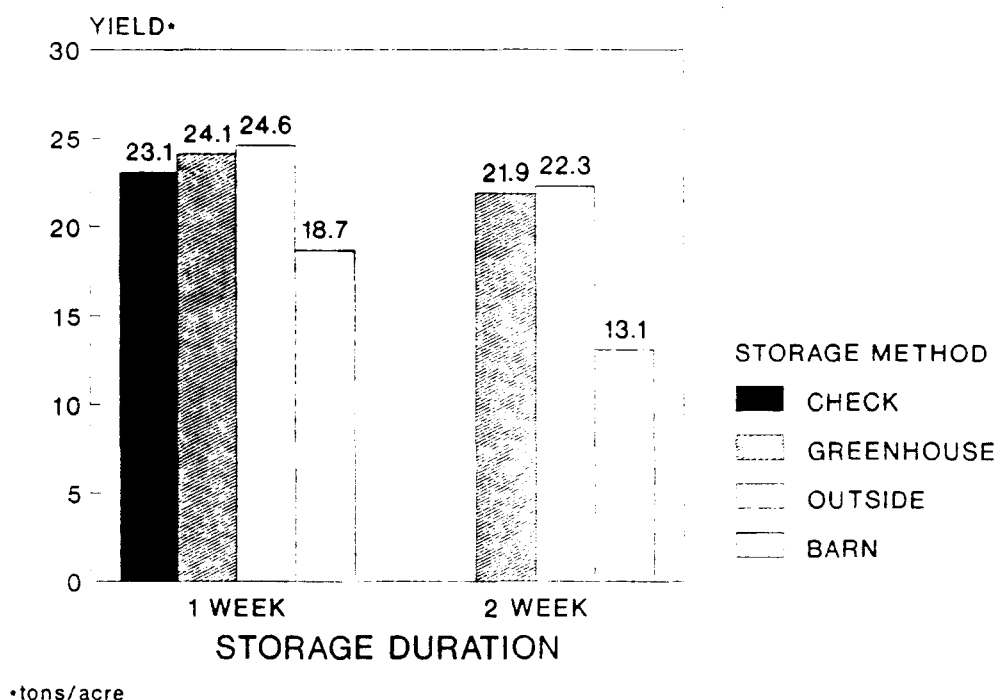 YIELD*
30
25
20
15
10
5
0
23.1
24.1
24.6
18.7
21.9
22.3
13.1
1 WEEK
2 WEEK
STORAGE DURATION
STORAGE METHOD
CHECK
GREENHOUSE
OUTSIDE
BARN
*tons/acre